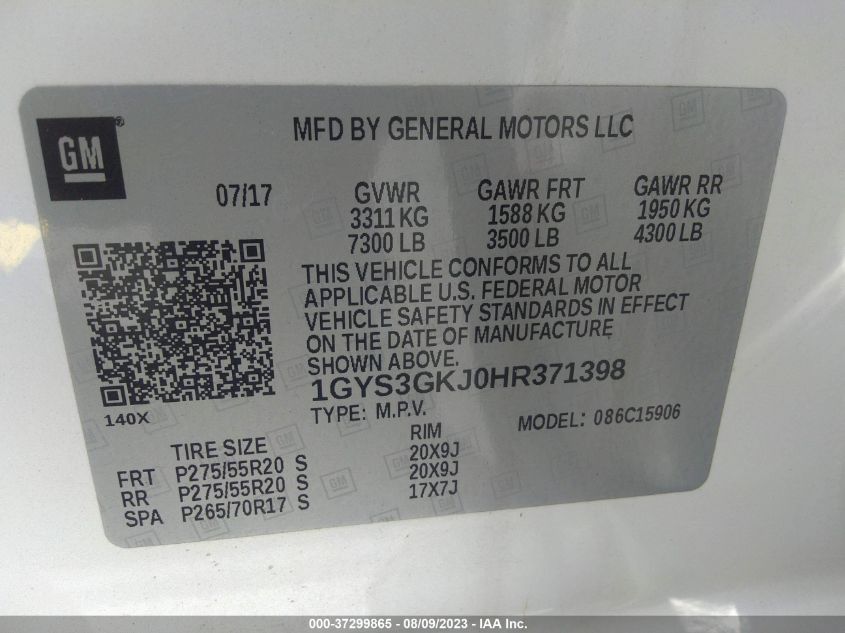 GM®
MFD BY GENERAL MOTORS LLC
07/17
GVWR GAWR FRT GAWR RR
3311 KG 1588 KG 1950 KG
7300 LB 3500 LB 4300 LB
THIS VEHICLE CONFORMS TO ALL
APPLICABLE U.S. FEDERAL MOTOR
VEHICLE SAFETY STANDARDS IN EFFECT
ON THE DATE OF MANUFACTURE
SHOWN ABOVE.
1GYS3GKJ0HR371398
140X
TYPE: M.P.V. MODEL: 086C15906
TIRE SIZE RIM
FRT P275/55R20 S 20X9J
RR P275/55R20 S 20X9J
SPA P265/70R17 S 17X7J
000-37299865 - 08/09/2023 - IAA Inc.